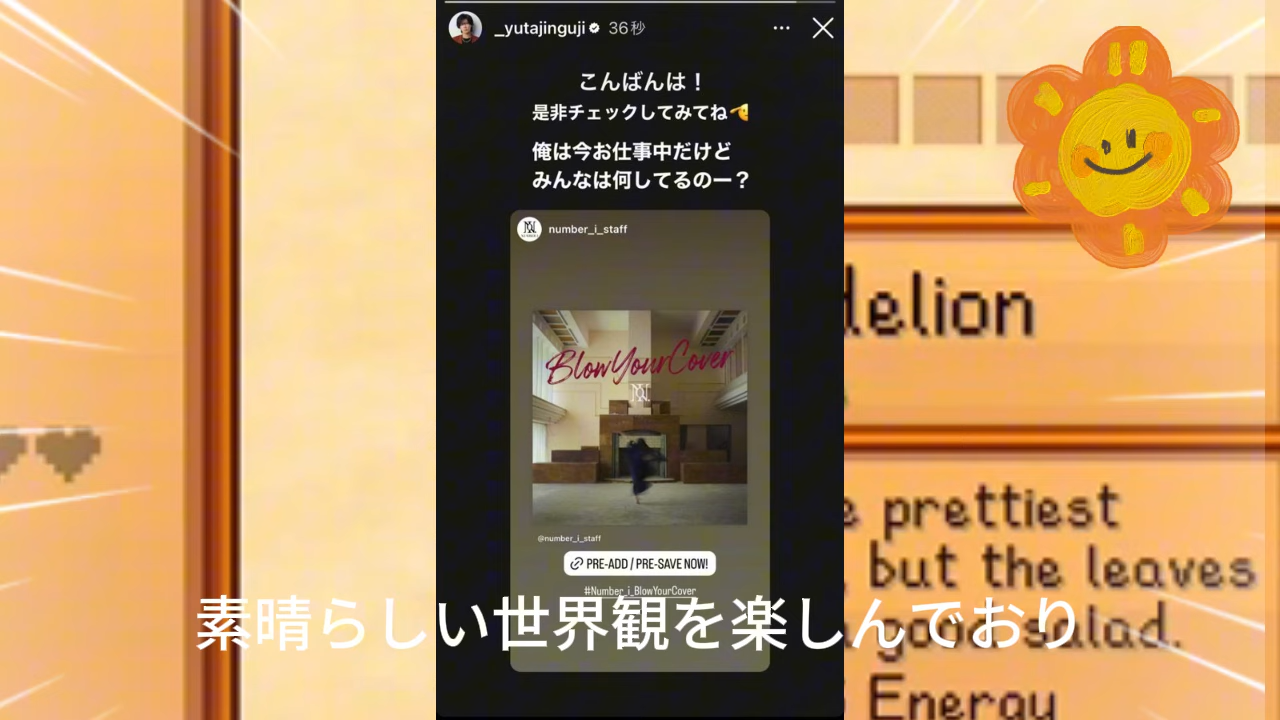 _yutajinguji 36秒
こんばんは！
是非チェックしてみてね🫡
俺は今お仕事中だけど
みんなは何してるのー？
number_i_staff
BlowYourCover
@number_i_staff
PRE-ADD / PRE-SAVE NOW!
#Number_i_BlowYourCover
素晴らしい世界観を楽しんでおり
delion
prettiest
but the leaves
good salad.
Energy